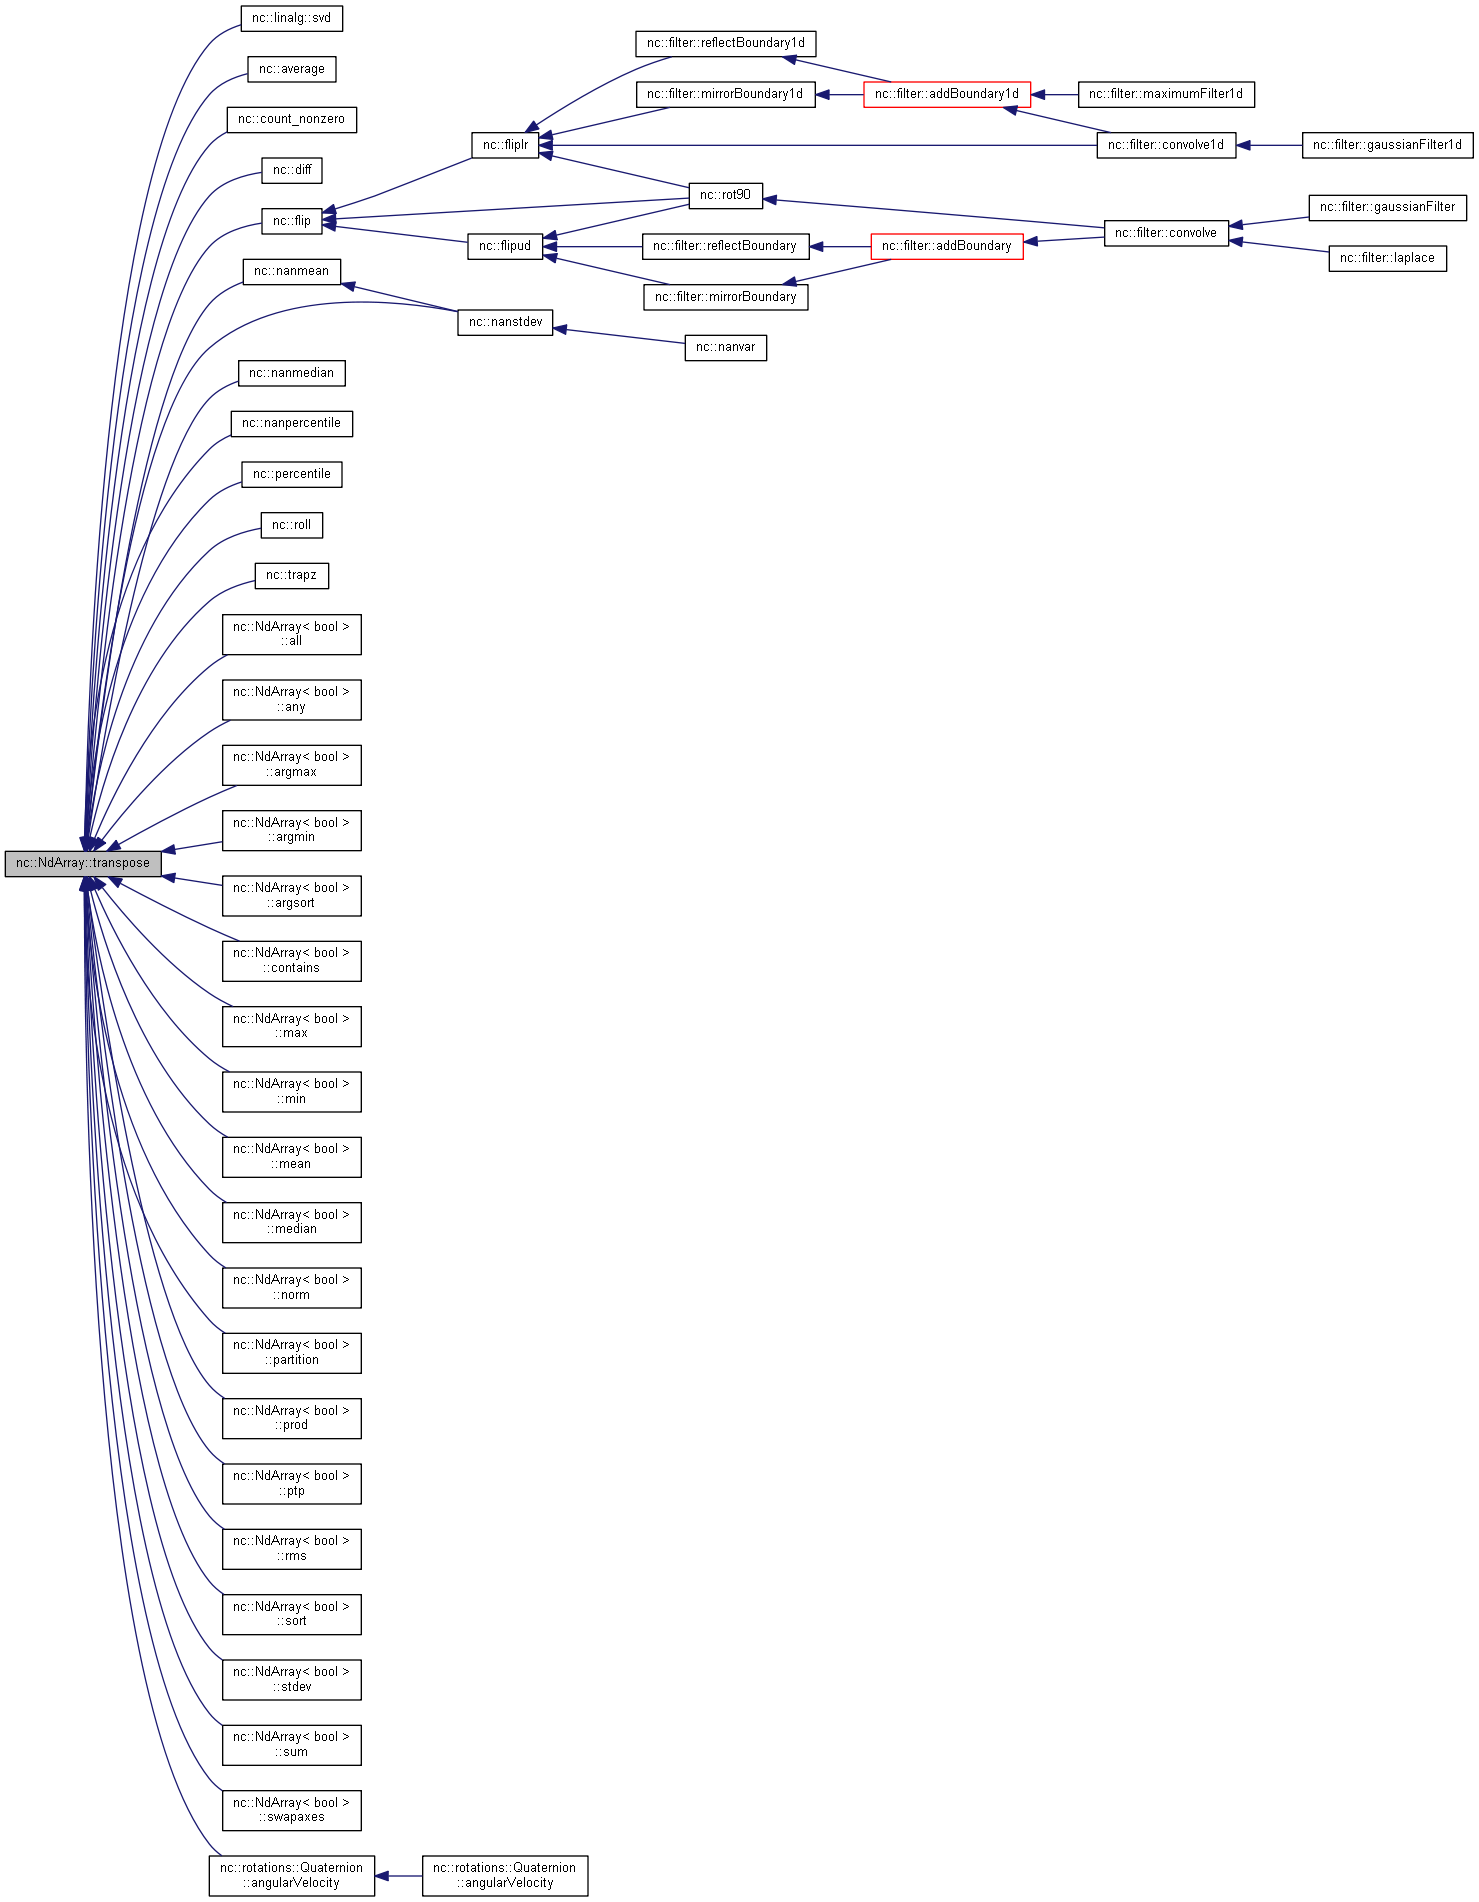 nc::linalg::svd
nc::average
nc::count_nonzero
nc::diff
nc::flip
nc::fliplr
nc::filter::reflectBoundary1d
nc::filter::mirrorBoundary1d
nc::filter::addBoundary1d
nc::filter::maximumFilter1d
nc::filter::convolve1d
nc::filter::gaussianFilter1d
nc::rot90
nc::flipud
nc::filter::reflectBoundary
nc::filter::mirrorBoundary
nc::filter::addBoundary
nc::filter::convolve
nc::filter::gaussianFilter
nc::filter::laplace
nc::nanmean
nc::nanstdev
nc::nanvar
nc::nanmedian
nc::nanpercentile
nc::percentile
nc::roll
nc::trapz
nc::NdArray< bool >
::all
nc::NdArray< bool >
::any
nc::NdArray< bool >
::argmax
nc::NdArray< bool >
::argmin
nc::NdArray::transpose
nc::NdArray< bool >
::argsort
nc::NdArray< bool >
::contains
nc::NdArray< bool >
::max
nc::NdArray< bool >
::min
nc::NdArray< bool >
::mean
nc::NdArray< bool >
::median
nc::NdArray< bool >
::norm
nc::NdArray< bool >
::partition
nc::NdArray< bool >
::prod
nc::NdArray< bool >
::ptp
nc::NdArray< bool >
::rms
nc::NdArray< bool >
::sort
nc::NdArray< bool >
::stdev
nc::NdArray< bool >
::sum
nc::NdArray< bool >
::swapaxes
nc::rotations::Quaternion
::angularVelocity
nc::rotations::Quaternion
::angularVelocity